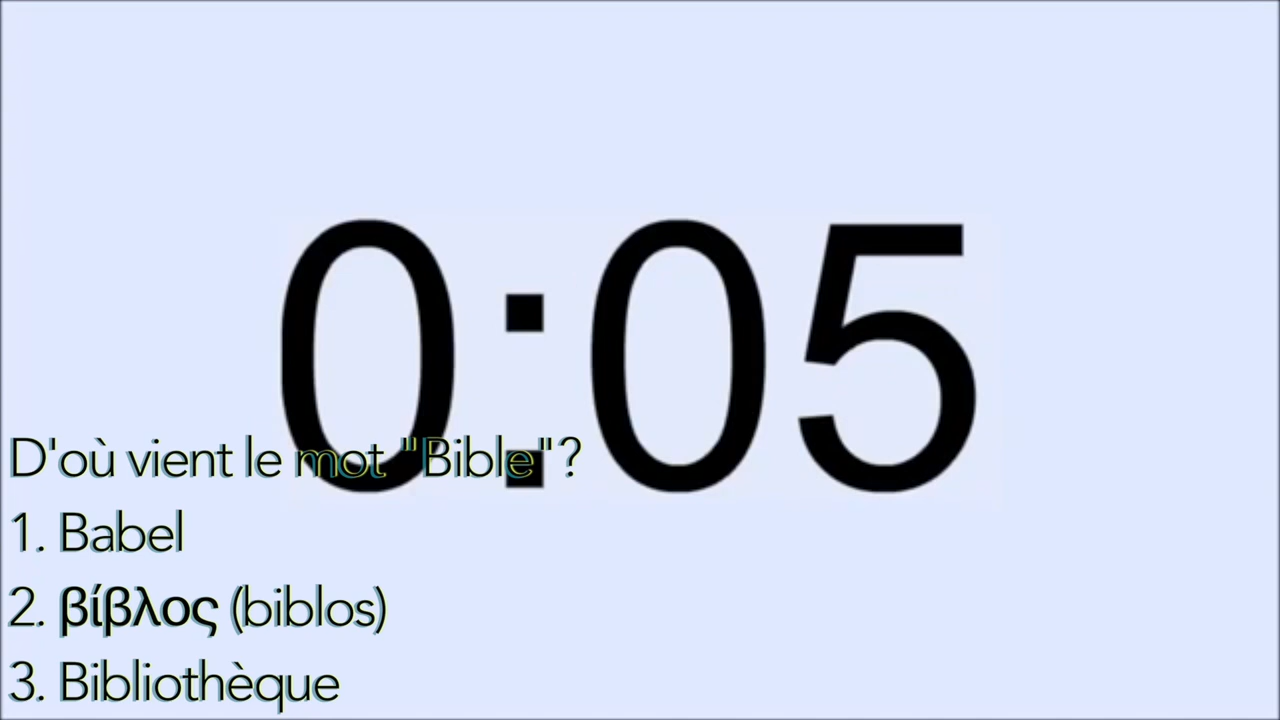 0:05
D'où vient le mot "Bible"?
1. Babel
2. βίβλος (biblos)
3. Bibliothèque